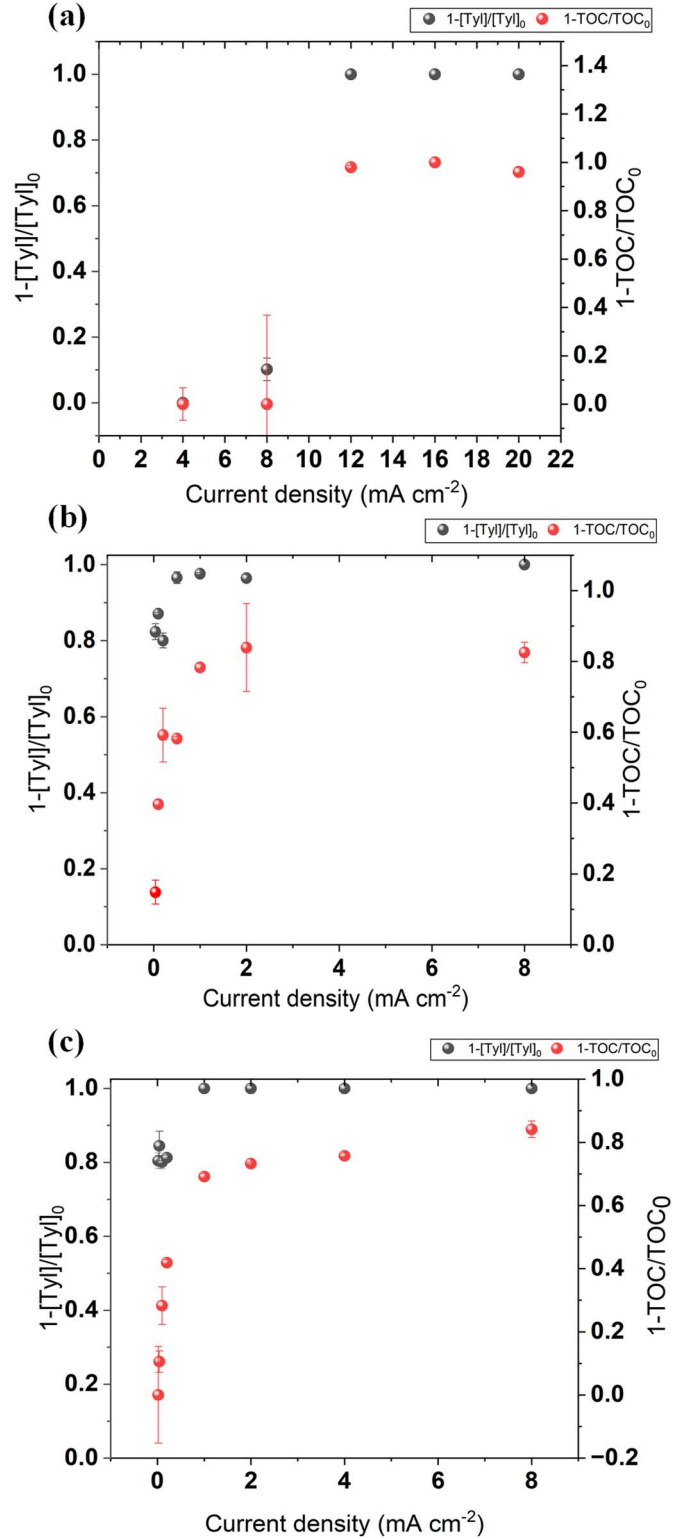 (a)
1-[Tyl]/[Tyl]₀ 1-TOC/TOC₀
1.0
0.8
0.6
0.4
0.2
0.0
1-[Tyl]/[Tyl]₀
1.4
1.2
1.0
0.8
0.6
0.4
0.2
0.0
1-TOC/TOC₀
0 2 4 6 8 10 12 14 16 18 20 22
Current density (mA cm⁻²)
(b)
1-[Tyl]/[Tyl]₀ 1-TOC/TOC₀
1.0
0.8
0.6
0.4
0.2
0.0
1-[Tyl]/[Tyl]₀
1.0
0.8
0.6
0.4
0.2
0.0
1-TOC/TOC₀
0 2 4 6 8
Current density (mA cm⁻²)
(c)
1-[Tyl]/[Tyl]₀ 1-TOC/TOC₀
1.0
0.8
0.6
0.4
0.2
0.0
1-[Tyl]/[Tyl]₀
1.0
0.8
0.6
0.4
0.2
0.0
−0.2
1-TOC/TOC0
0 2 4 6 8
Current density (mA cm⁻²)